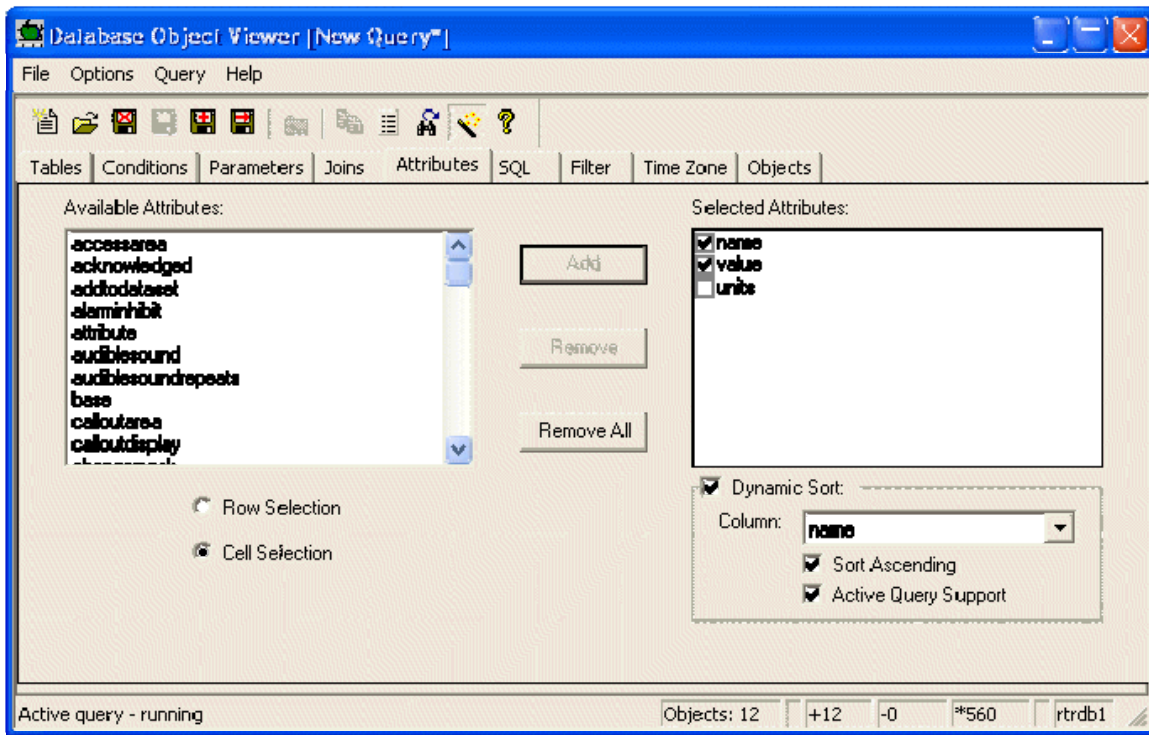 Database Object Viewer [New Query*]
File Options Query Help
Tables Conditions Parameters Joins Attributes SQL Filter Time Zone Objects
Available Attributes:
accessarea
acknowledged
addtodataset
alarminhibit
attribute
audiblesound
audiblesoundrepeats
base
calloutarea
calloutdisplay
Row Selection
Cell Selection
Add
Remove
Remove All
Selected Attributes:
name
value
units
Dynamic Sort:
Column: name
Sort Ascending
Active Query Support
Active query - running Objects: 12 +12 -0 *560 rtrdb1